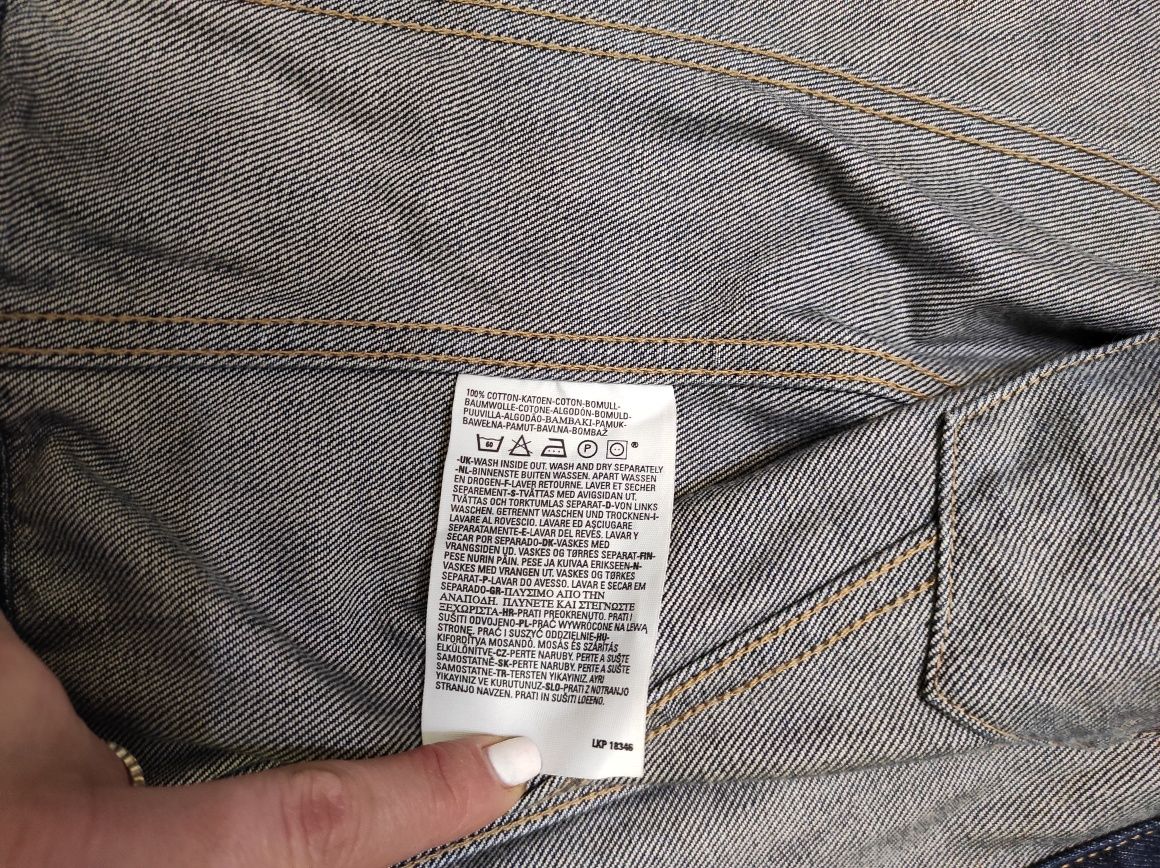 100% COTTON-KATOEN-COTON-BOMULL-
BAUMWOLLE-COTONE-ALGODÓN-BOMULD-
PUUVILLA-ALGODÃO-BAMBAKI-PAMUK-
BAWEŁNA-PAMUT-BAVLNA-BOMBAŽ
60 P ®
-UK-WASH INSIDE OUT. WASH AND DRY SEPARATELY
-NL-BINNENSTE BUITEN WASSEN. APART WASSEN
EN DROGEN-F-LAVER RETOURNE. LAVER ET SECHER
SEPAREMENT-S-TVÄTTAS MED AVIGSIDAN UT.
TVÄTTAS OCH TORKTUMLAS SEPARAT-D-VON LINKS
WASCHEN. GETRENNT WASCHEN UND TROCKNEN-I-
LAVARE AL ROVESCIO. LAVARE ED ASCIUGARE
SEPARATAMENTE-E-LAVAR DEL REVÉS. LAVAR Y
SECAR POR SEPARADO-DK-VASKES MED
VRANGSIDEN UD. VASKES OG TØRRES SEPARAT-FIN-
PESE NURIN PÄIN. PESE JA KUIVAA ERIKSEEN-N-
VASKES MED VRANGEN UT. VASKES OG TØRKES
SEPARAT-P-LAVAR DO AVESSO. LAVAR E SECAR EM
SEPARADO-GR-ΠΛΥΣΙΜΟ ΑΠΟ ΤΗΝ
ΑΝΑΠΟΔΗ. ΠΛΥΝΕΤΕ ΚΑΙ ΣΤΕΓΝΩΣΤΕ
ΞΕΧΩΡΙΣΤΑ-HR-PRATI PREOKRENUTO. PRATI I
SUŠITI ODVOJENO-PL-PRAĆ WYWRÓCONE NA LEWĄ
STRONĘ. PRAĆ I SUSZYĆ ODDZIELNIE-HU-
KIFORDÍTVA MOSANDÓ. MOSÁS ÉS SZÁRÍTÁS
ELKÜLÖNÍTVE-CZ-PERTE NARUBY. PERTE A SUŠTE
SAMOSTATNĚ-SK-PERTE NARUBY. PERTE A SUŠTE
SAMOSTATNE-TR-TERSTEN YIKAYINIZ. AYRI
YIKAYINIZ VE KURUTUNUZ-SLO-PRATI Z NOTRANJO
STRANJO NAVZEN. PRATI IN SUŠITI LOEENO.
LKP 18346